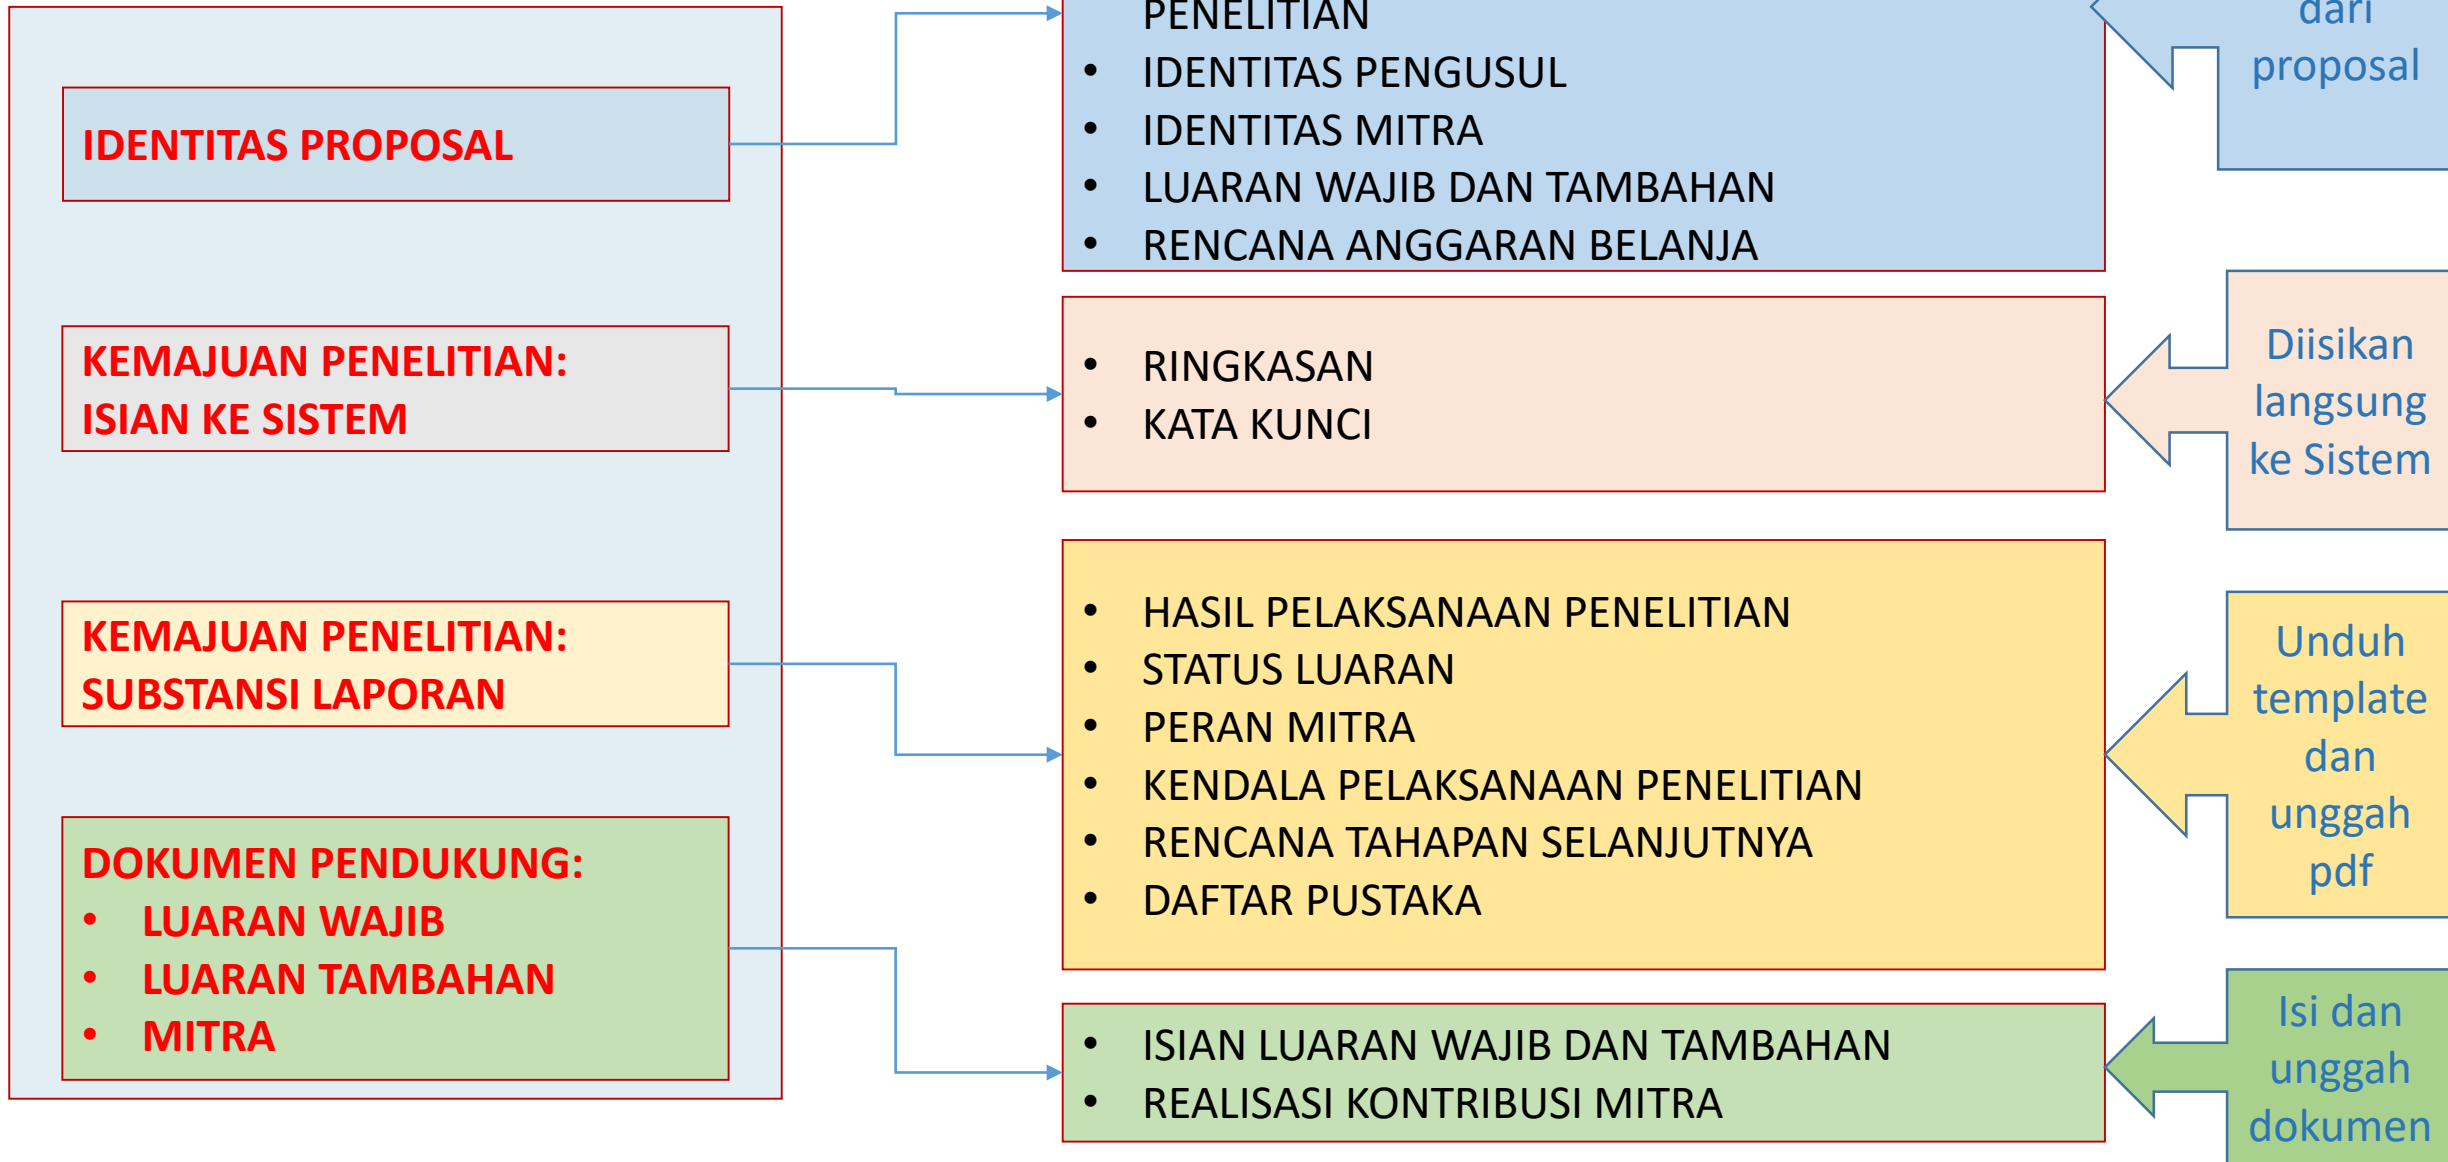 IDENTITAS PROPOSAL
PENELITIAN
• IDENTITAS PENGUSUL
• IDENTITAS MITRA
• LUARAN WAJIB DAN TAMBAHAN
• RENCANA ANGGARAN BELANJA
dari
proposal
KEMAJUAN PENELITIAN:
ISIAN KE SISTEM
• RINGKASAN
• KATA KUNCI
Diisikan
langsung
ke Sistem
KEMAJUAN PENELITIAN:
SUBSTANSI LAPORAN
• HASIL PELAKSANAAN PENELITIAN
• STATUS LUARAN
• PERAN MITRA
• KENDALA PELAKSANAAN PENELITIAN
• RENCANA TAHAPAN SELANJUTNYA
• DAFTAR PUSTAKA
Unduh
template
dan
unggah
pdf
DOKUMEN PENDUKUNG:
• LUARAN WAJIB
• LUARAN TAMBAHAN
• MITRA
• ISIAN LUARAN WAJIB DAN TAMBAHAN
• REALISASI KONTRIBUSI MITRA
Isi dan
unggah
dokumen